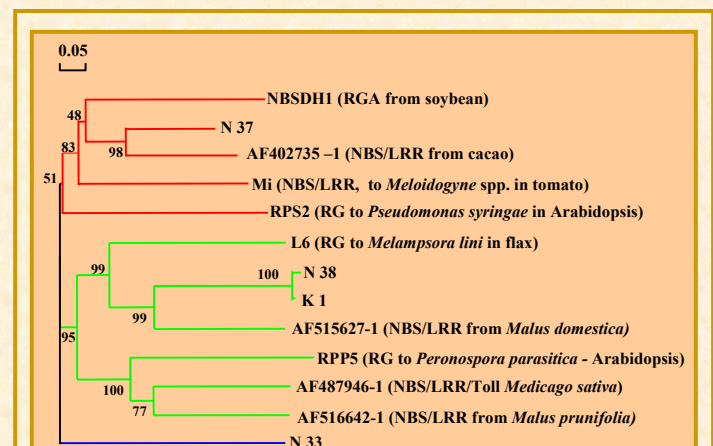 0.05
NBSDH1 (RGA from soybean)
48
N 37
83
98
AF402735 –1 (NBS/LRR from cacao)
51
Mi (NBS/LRR, to Meloidogyne spp. in tomato)
RPS2 (RG to Pseudomonas syringae in Arabidopsis)
L6 (RG to Melampsora lini in flax)
99
100
N 38
K 1
99
AF515627-1 (NBS/LRR from Malus domestica)
95
RPP5 (RG to Peronospora parasitica - Arabidopsis)
100
AF487946-1 (NBS/LRR/Toll Medicago sativa)
77
AF516642-1 (NBS/LRR from Malus prunifolia)
N 33